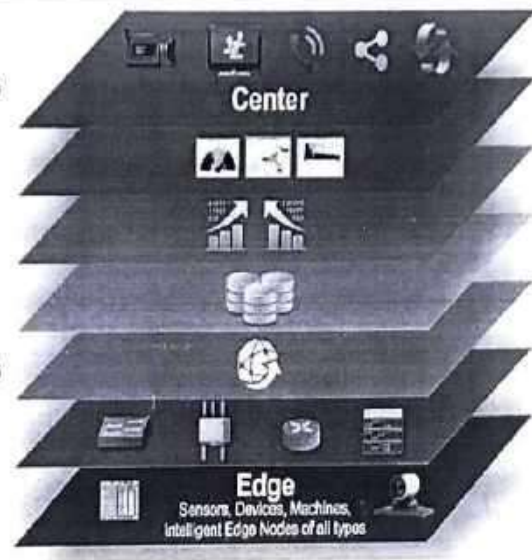 Center
Edge
Sensors, Devices, Machines,
Intelligent Edge Nodes of all types